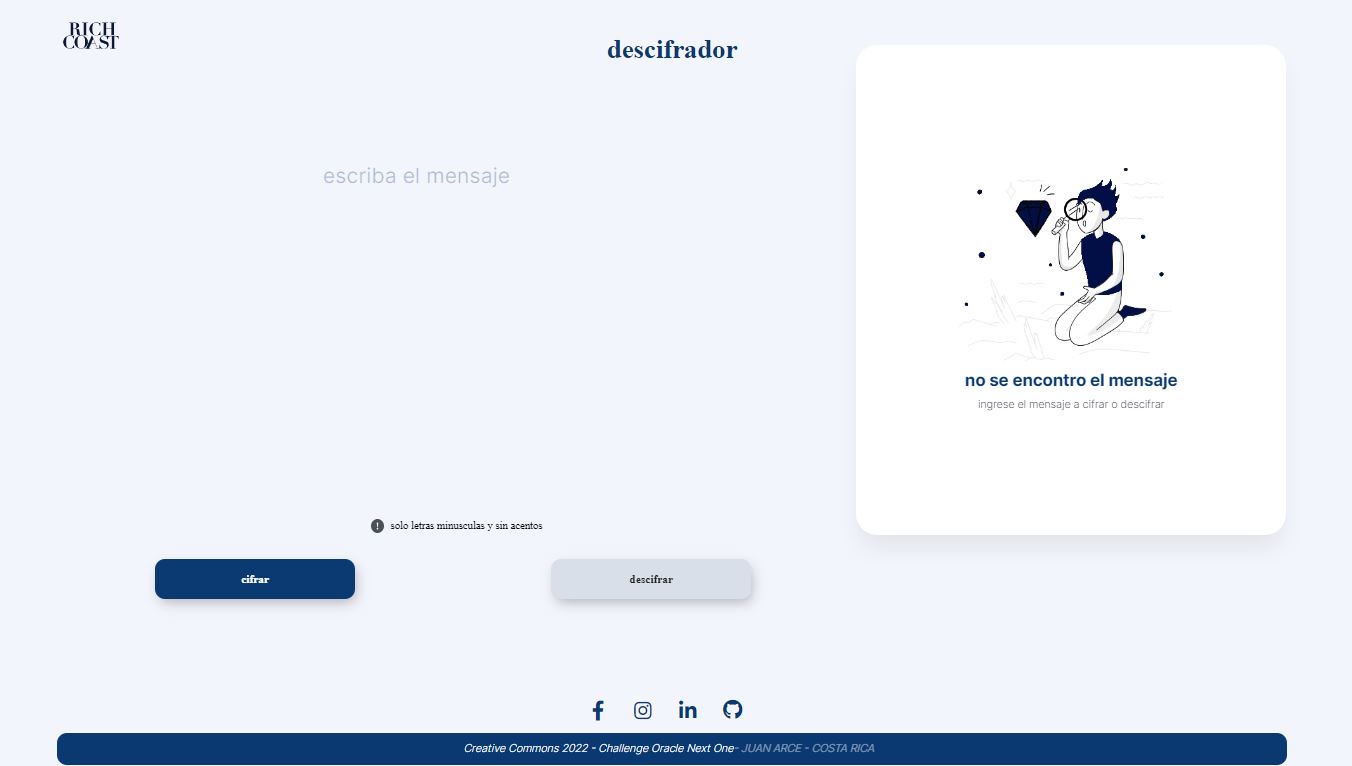 RICH
COAST
descifrador
escriba el mensaje
no se encontro el mensaje
ingrese el mensaje a cifrar o descifrar
! solo letras minusculas y sin acentos
cifrar
descifrar
Creative Commons 2022 - Challenge Oracle Next One- JUAN ARCE - COSTA RICA